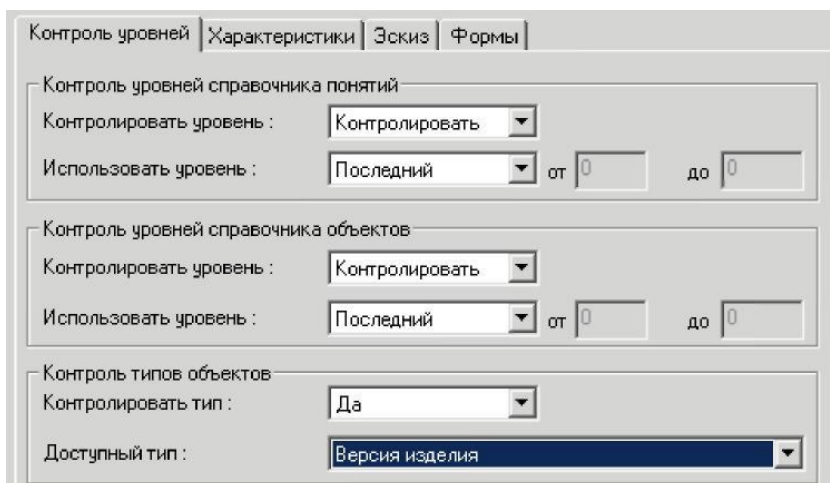 Контроль уровней Характеристики Эскиз Формы
Контроль уровней справочника понятий
Контролировать уровень : Контролировать
Использовать уровень : Последний от 0 до 0
Контроль уровней справочника объектов
Контролировать уровень : Контролировать
Использовать уровень : Последний от 0 до 0
Контроль типов объектов
Контролировать тип : Да
Доступный тип : Версия изделия